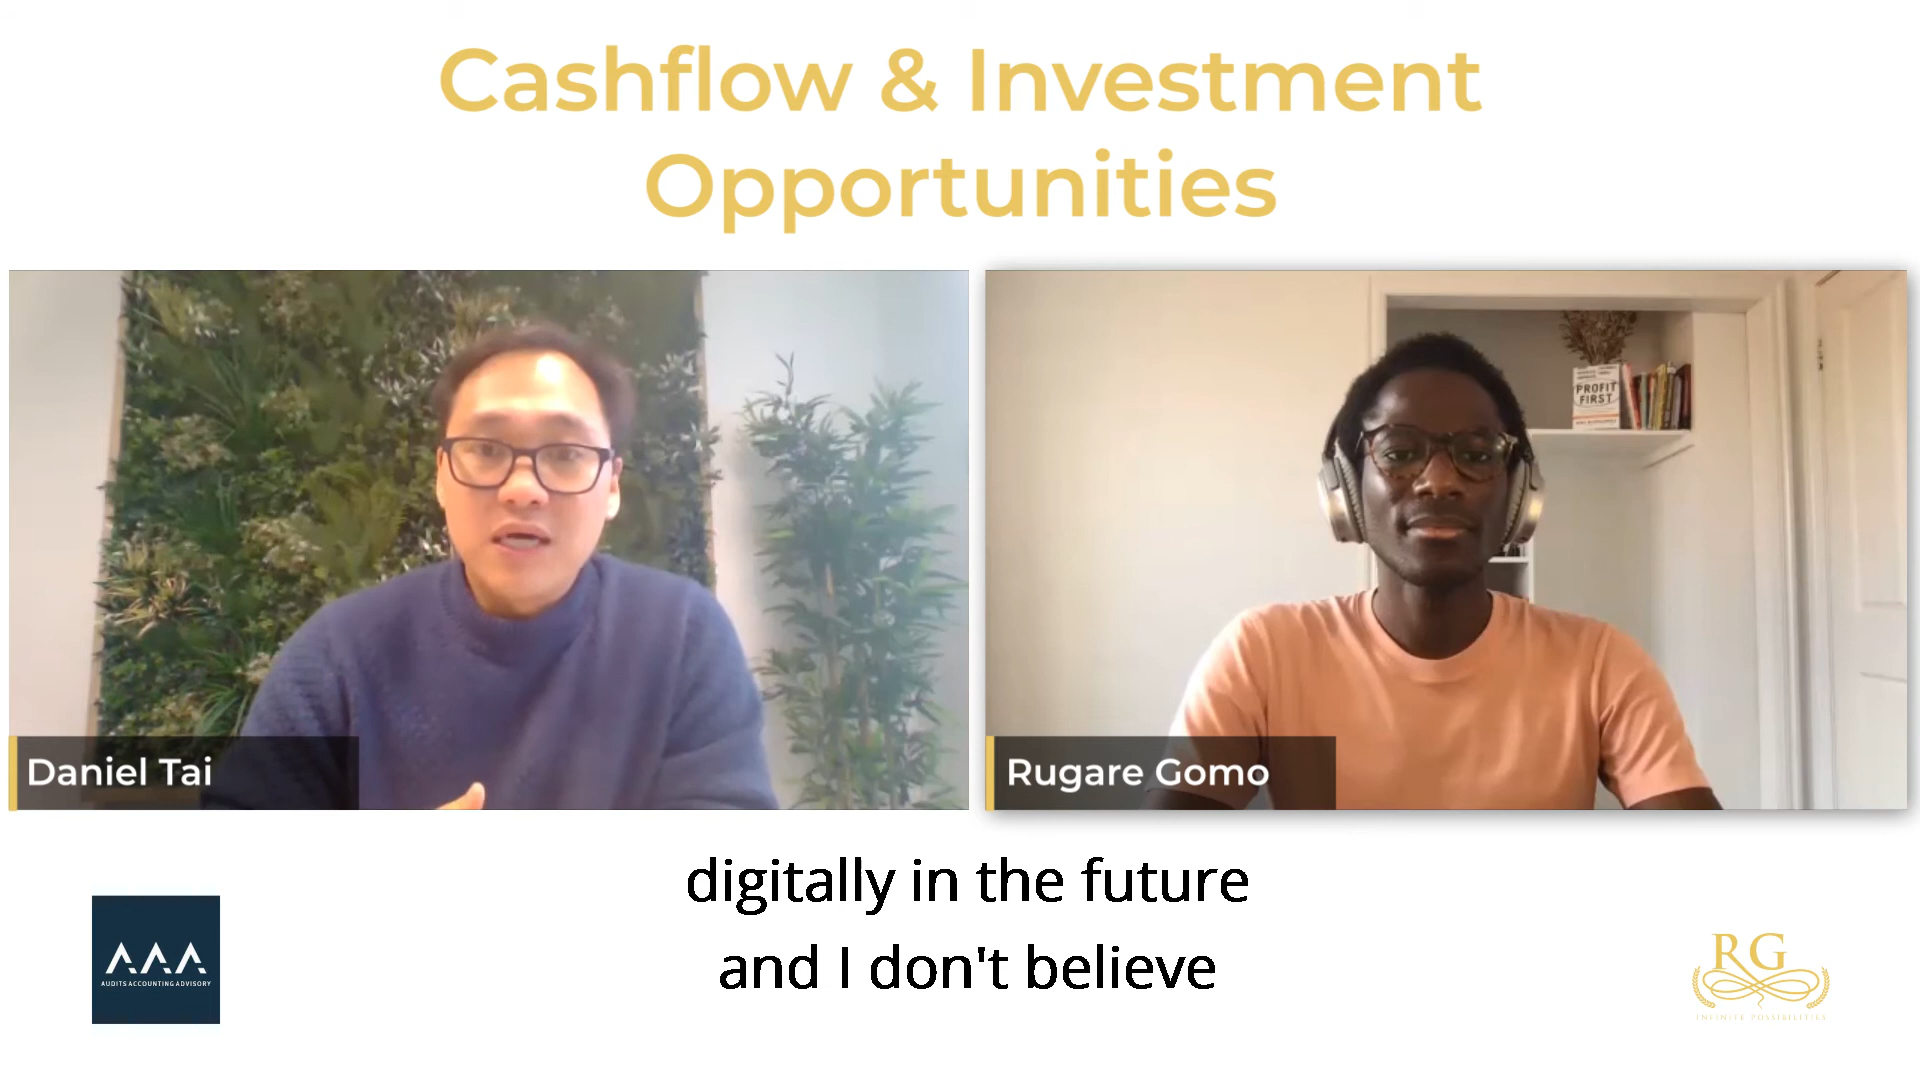 Cashflow & Investment
Opportunities
PROFIT
FIRST
Daniel Tai
Rugare Gomo
digitally in the future
and I don't believe
AAA
AUDITS ACCOUNTING ADVISORY
RG
INFINITE POSSIBILITIES